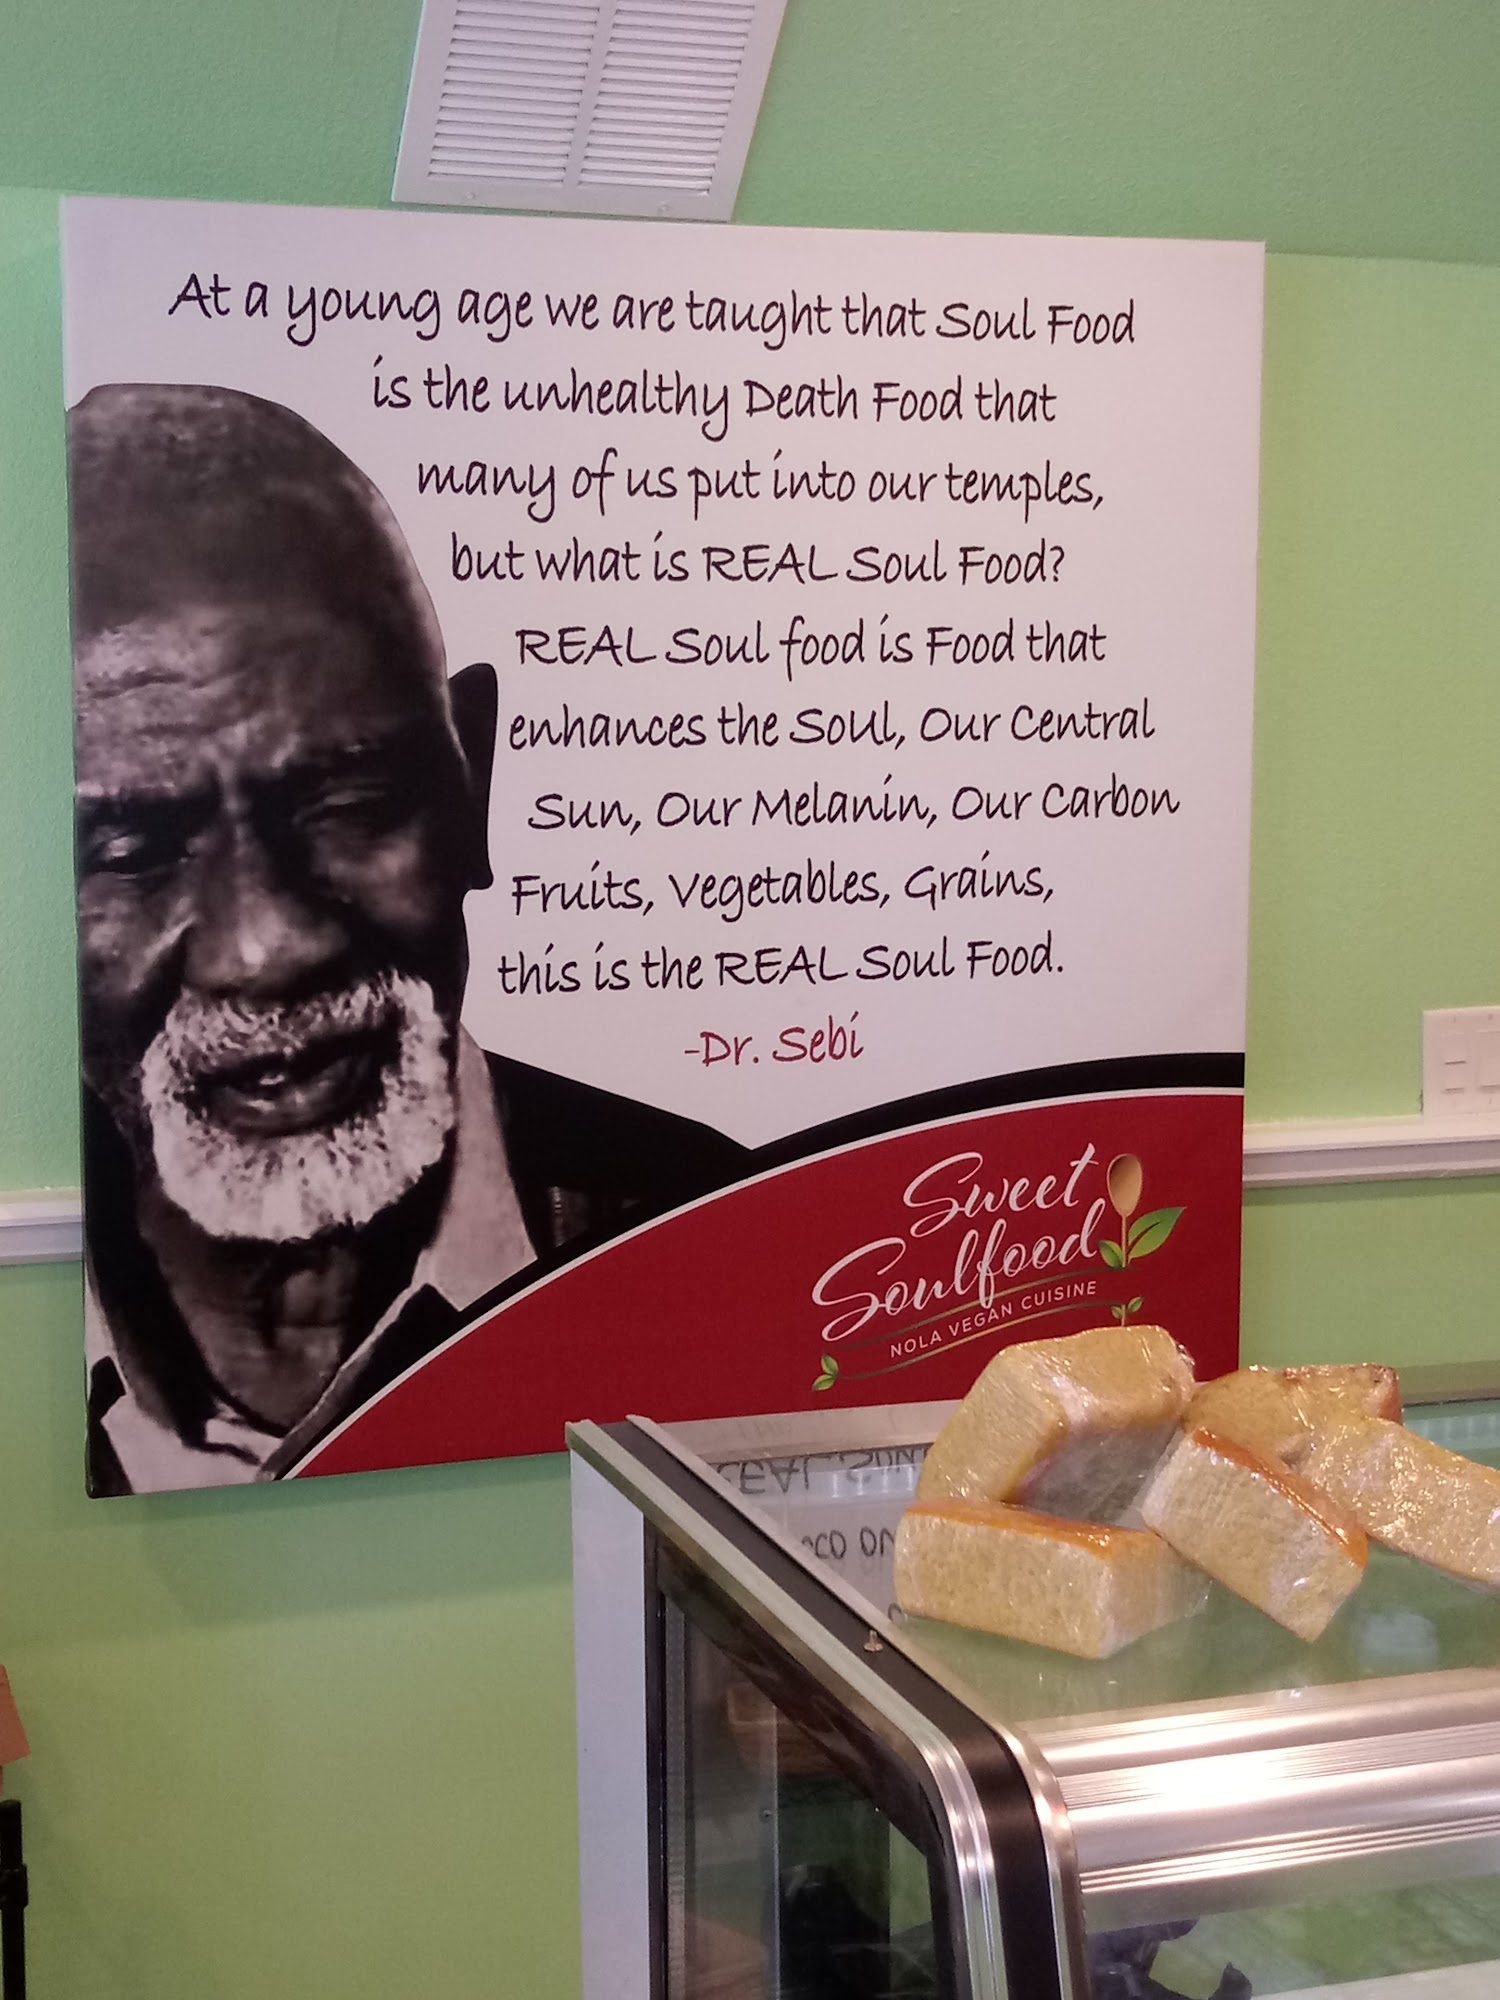 At a young age we are taught that Soul Food
is the unhealthy Death Food that
many of us put into our temples,
but what is REAL Soul Food?
REAL Soul food is Food that
enhances the Soul, Our Central
Sun, Our Melanin, Our Carbon
Fruits, Vegetables, Grains,
this is the REAL Soul Food.
-Dr. Sebi
Sweet
Soulfood
NOLA VEGAN CUISINE